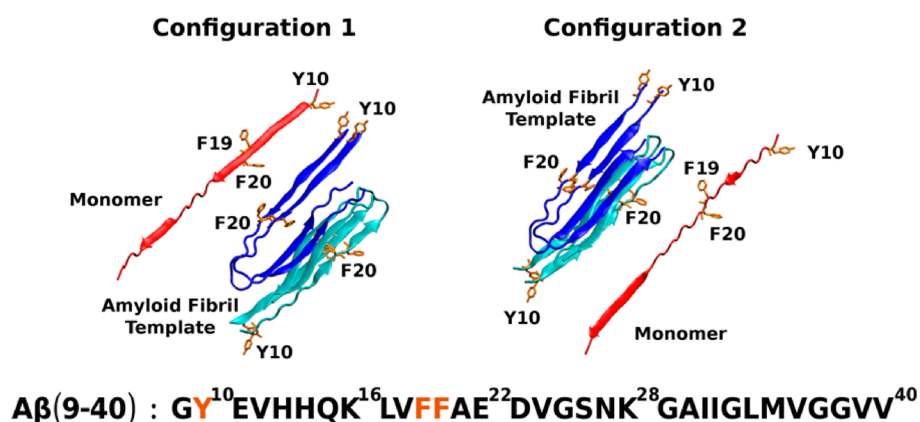 Configuration 1
Y10
Y10
F19
F20
Monomer
F20
F20
Amyloid Fibril
Template
Y10
Configuration 2
Y10
Amyloid Fibril
Template
F20
F19
Y10
F20
F20
Y10
Monomer
Aβ(9-40) : GY¹⁰EVHHQK¹⁶LVFFAE²²DVGSNK²⁸GAIIGLMVGGVV⁴⁰